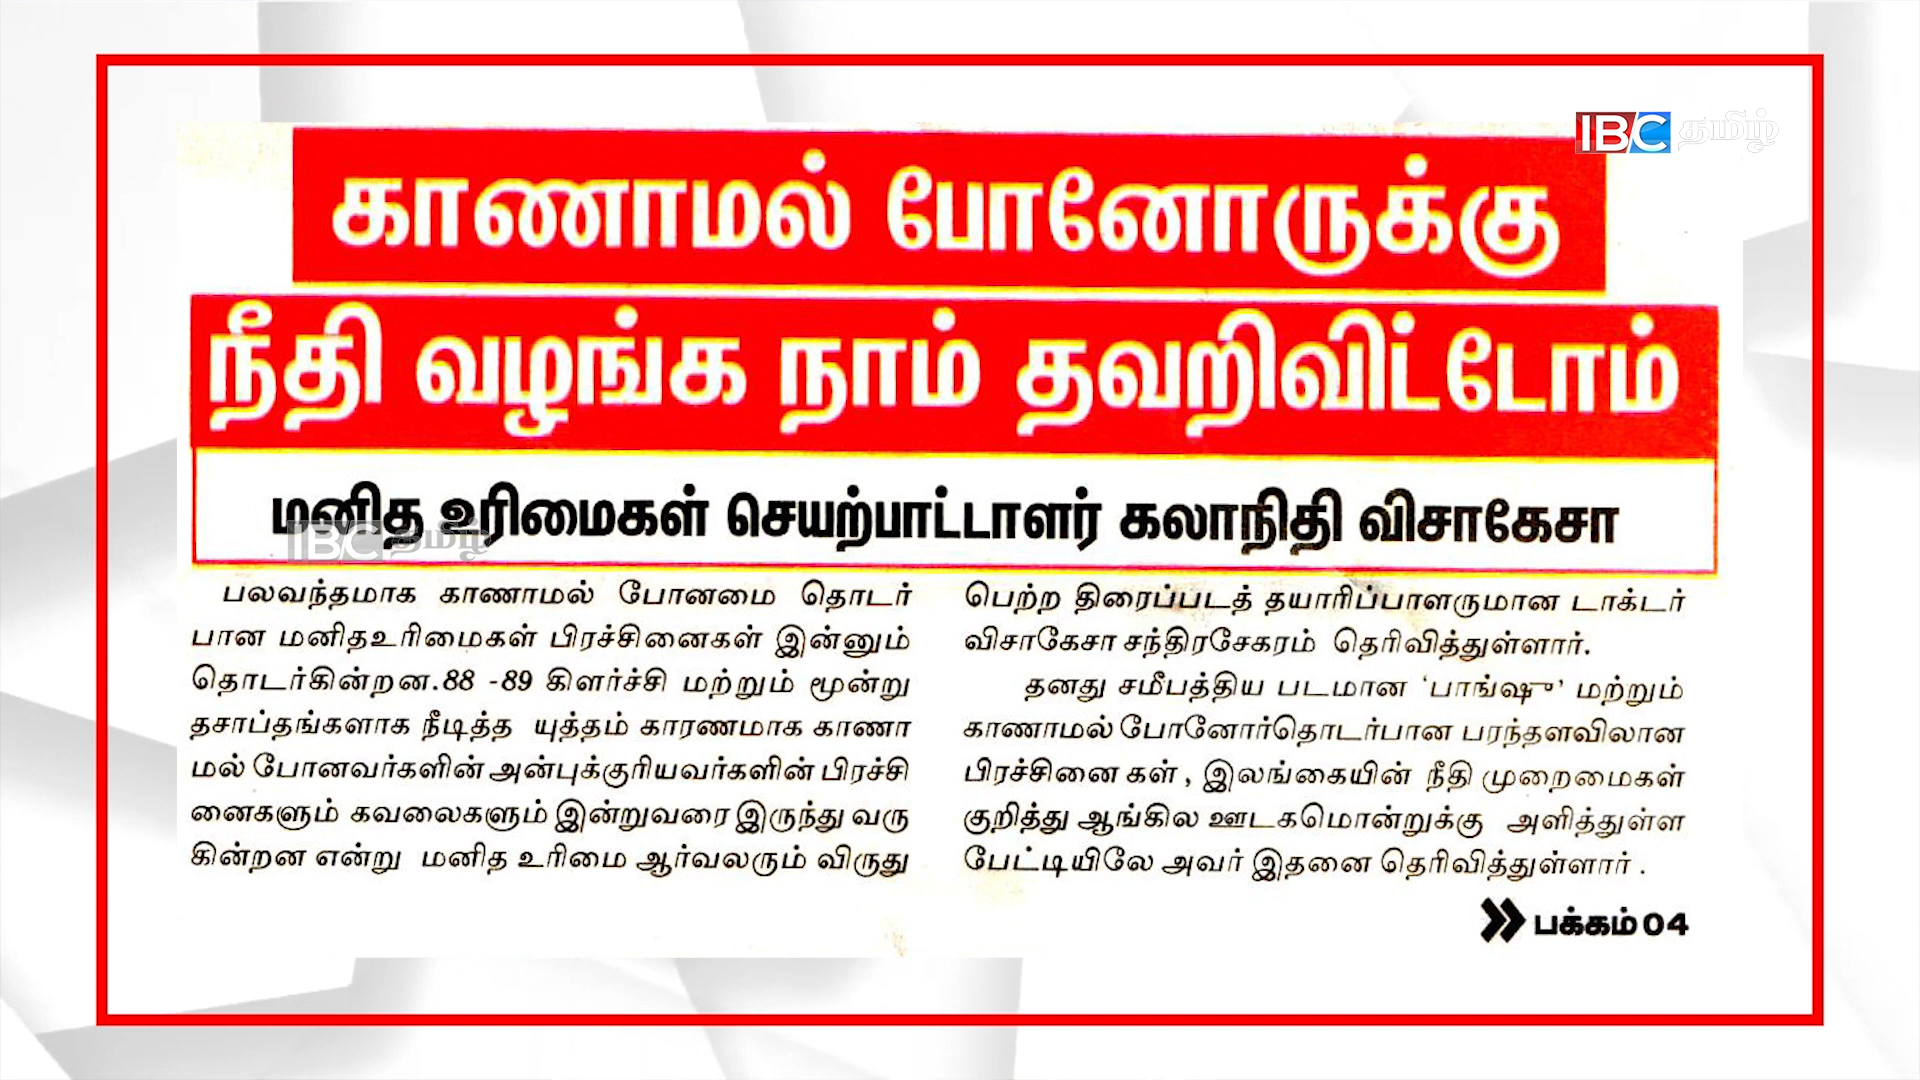 IBC தமிழ்
காணாமல் போனோருக்கு
நீதி வழங்க நாம் தவறிவிட்டோம்
மனித உரிமைகள் செயற்பாட்டாளர் கலாநிதி விசாகேசா
IBC தமிழ்
பலவந்தமாக காணாமல் போனமை தொடர்
பான மனிதஉரிமைகள் பிரச்சினைகள் இன்னும்
தொடர்கின்றன.88 -89 கிளர்ச்சி மற்றும் மூன்று
தசாப்தங்களாக நீடித்த யுத்தம் காரணமாக காணா
மல் போனவர்களின் அன்புக்குரியவர்களின் பிரச்சி
னைகளும் கவலைகளும் இன்றுவரை இருந்து வரு
கின்றன என்று மனித உரிமை ஆர்வலரும் விருது
பெற்ற திரைப்படத் தயாரிப்பாளருமான டாக்டர்
விசாகேசா சந்திரசேகரம் தெரிவித்துள்ளார்.
தனது சமீபத்திய படமான 'பாங்ஷு' மற்றும்
காணாமல் போனோர்தொடர்பான பரந்தளவிலான
பிரச்சினை கள் , இலங்கையின் நீதி முறைமைகள்
குறித்து ஆங்கில ஊடகமொன்றுக்கு அளித்துள்ள
பேட்டியிலே அவர் இதனை தெரிவித்துள்ளார் .
பக்கம் 04